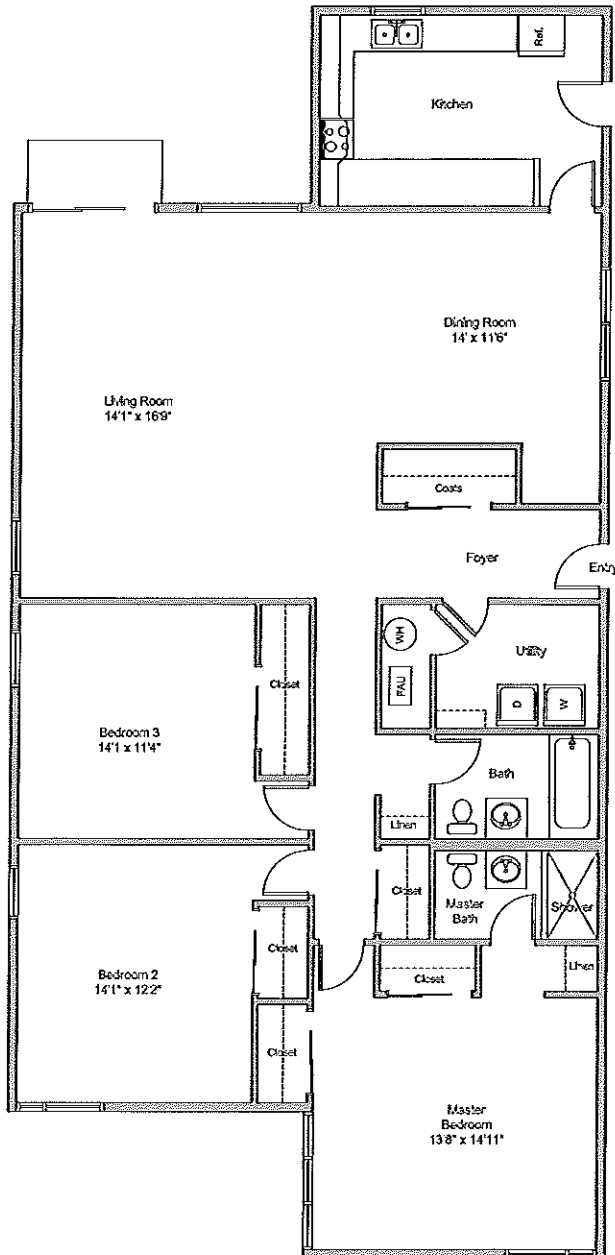 Ref.
Kitchen
Dining Room
14' x 11'6"
Living Room
14'1" x 16'9"
Coats
Foyer
Entry
WH
Utility
FAU
D
W
Closet
Bedroom 3
14'1 x 11'4"
Bath
Linen
Closet
Master
Bath
Shower
Closet
Bedroom 2
14'1" x 12'2"
Closet
Linen
Closet
Master
Bedroom
13'8" x 14'11"